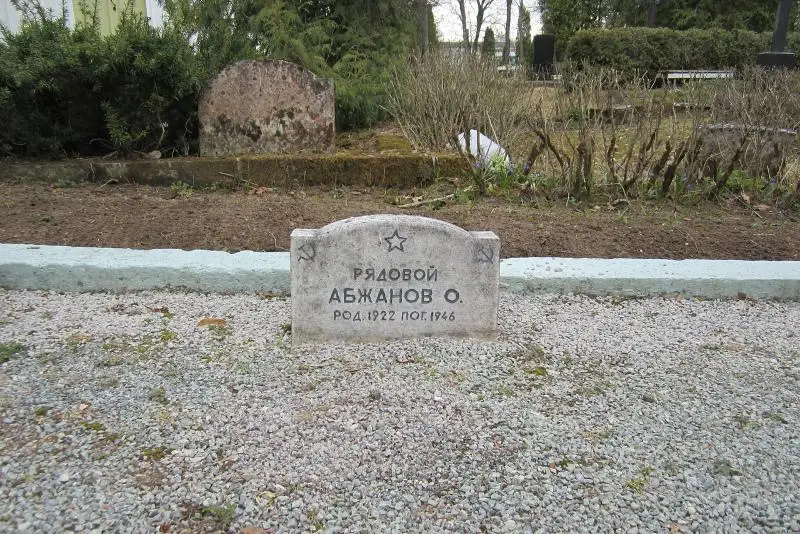 РЯДОВОЙ
АБЖАНОВ О.
РОД. 1922 ПОГ. 1946